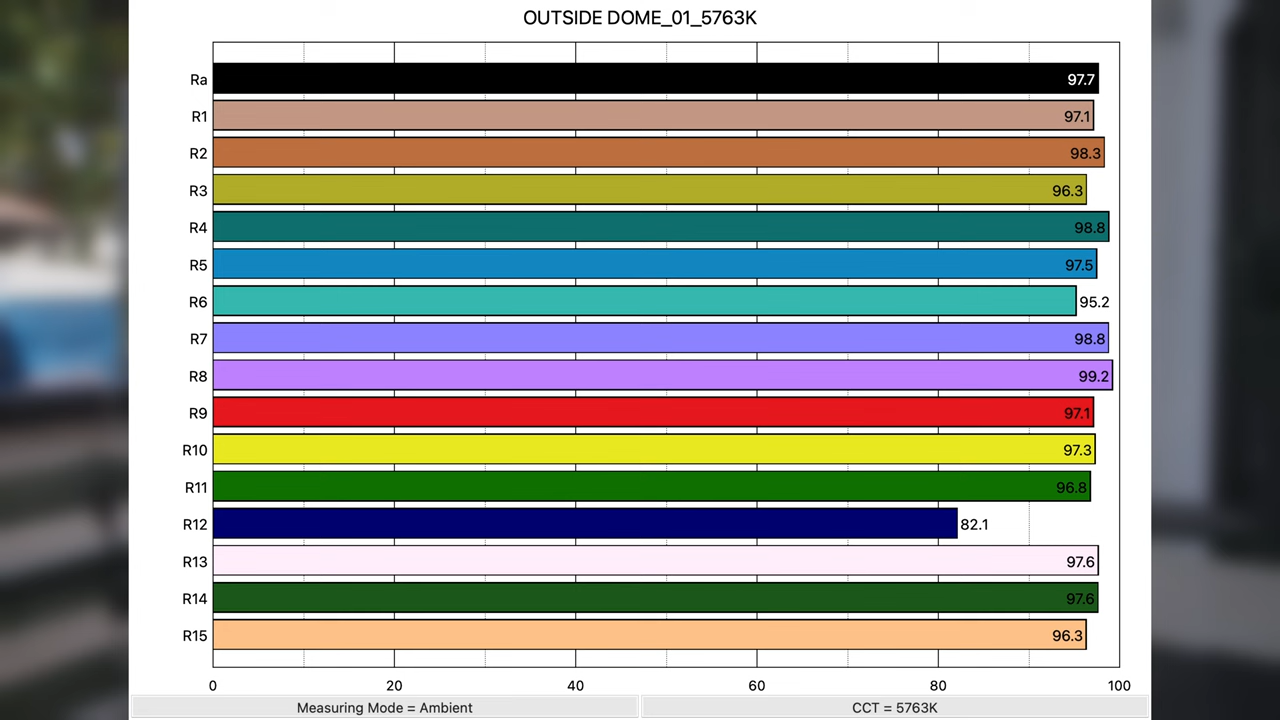 OUTSIDE DOME_01_5763K
Ra 97.7
R1 97.1
R2 98.3
R3 96.3
R4 98.8
R5 97.5
R6 95.2
R7 98.8
R8 99.2
R9 97.1
R10 97.3
R11 96.8
R12 82.1
R13 97.6
R14 97.6
R15 96.3
0 20 40 60 80 100
Measuring Mode = Ambient CCT = 5763K